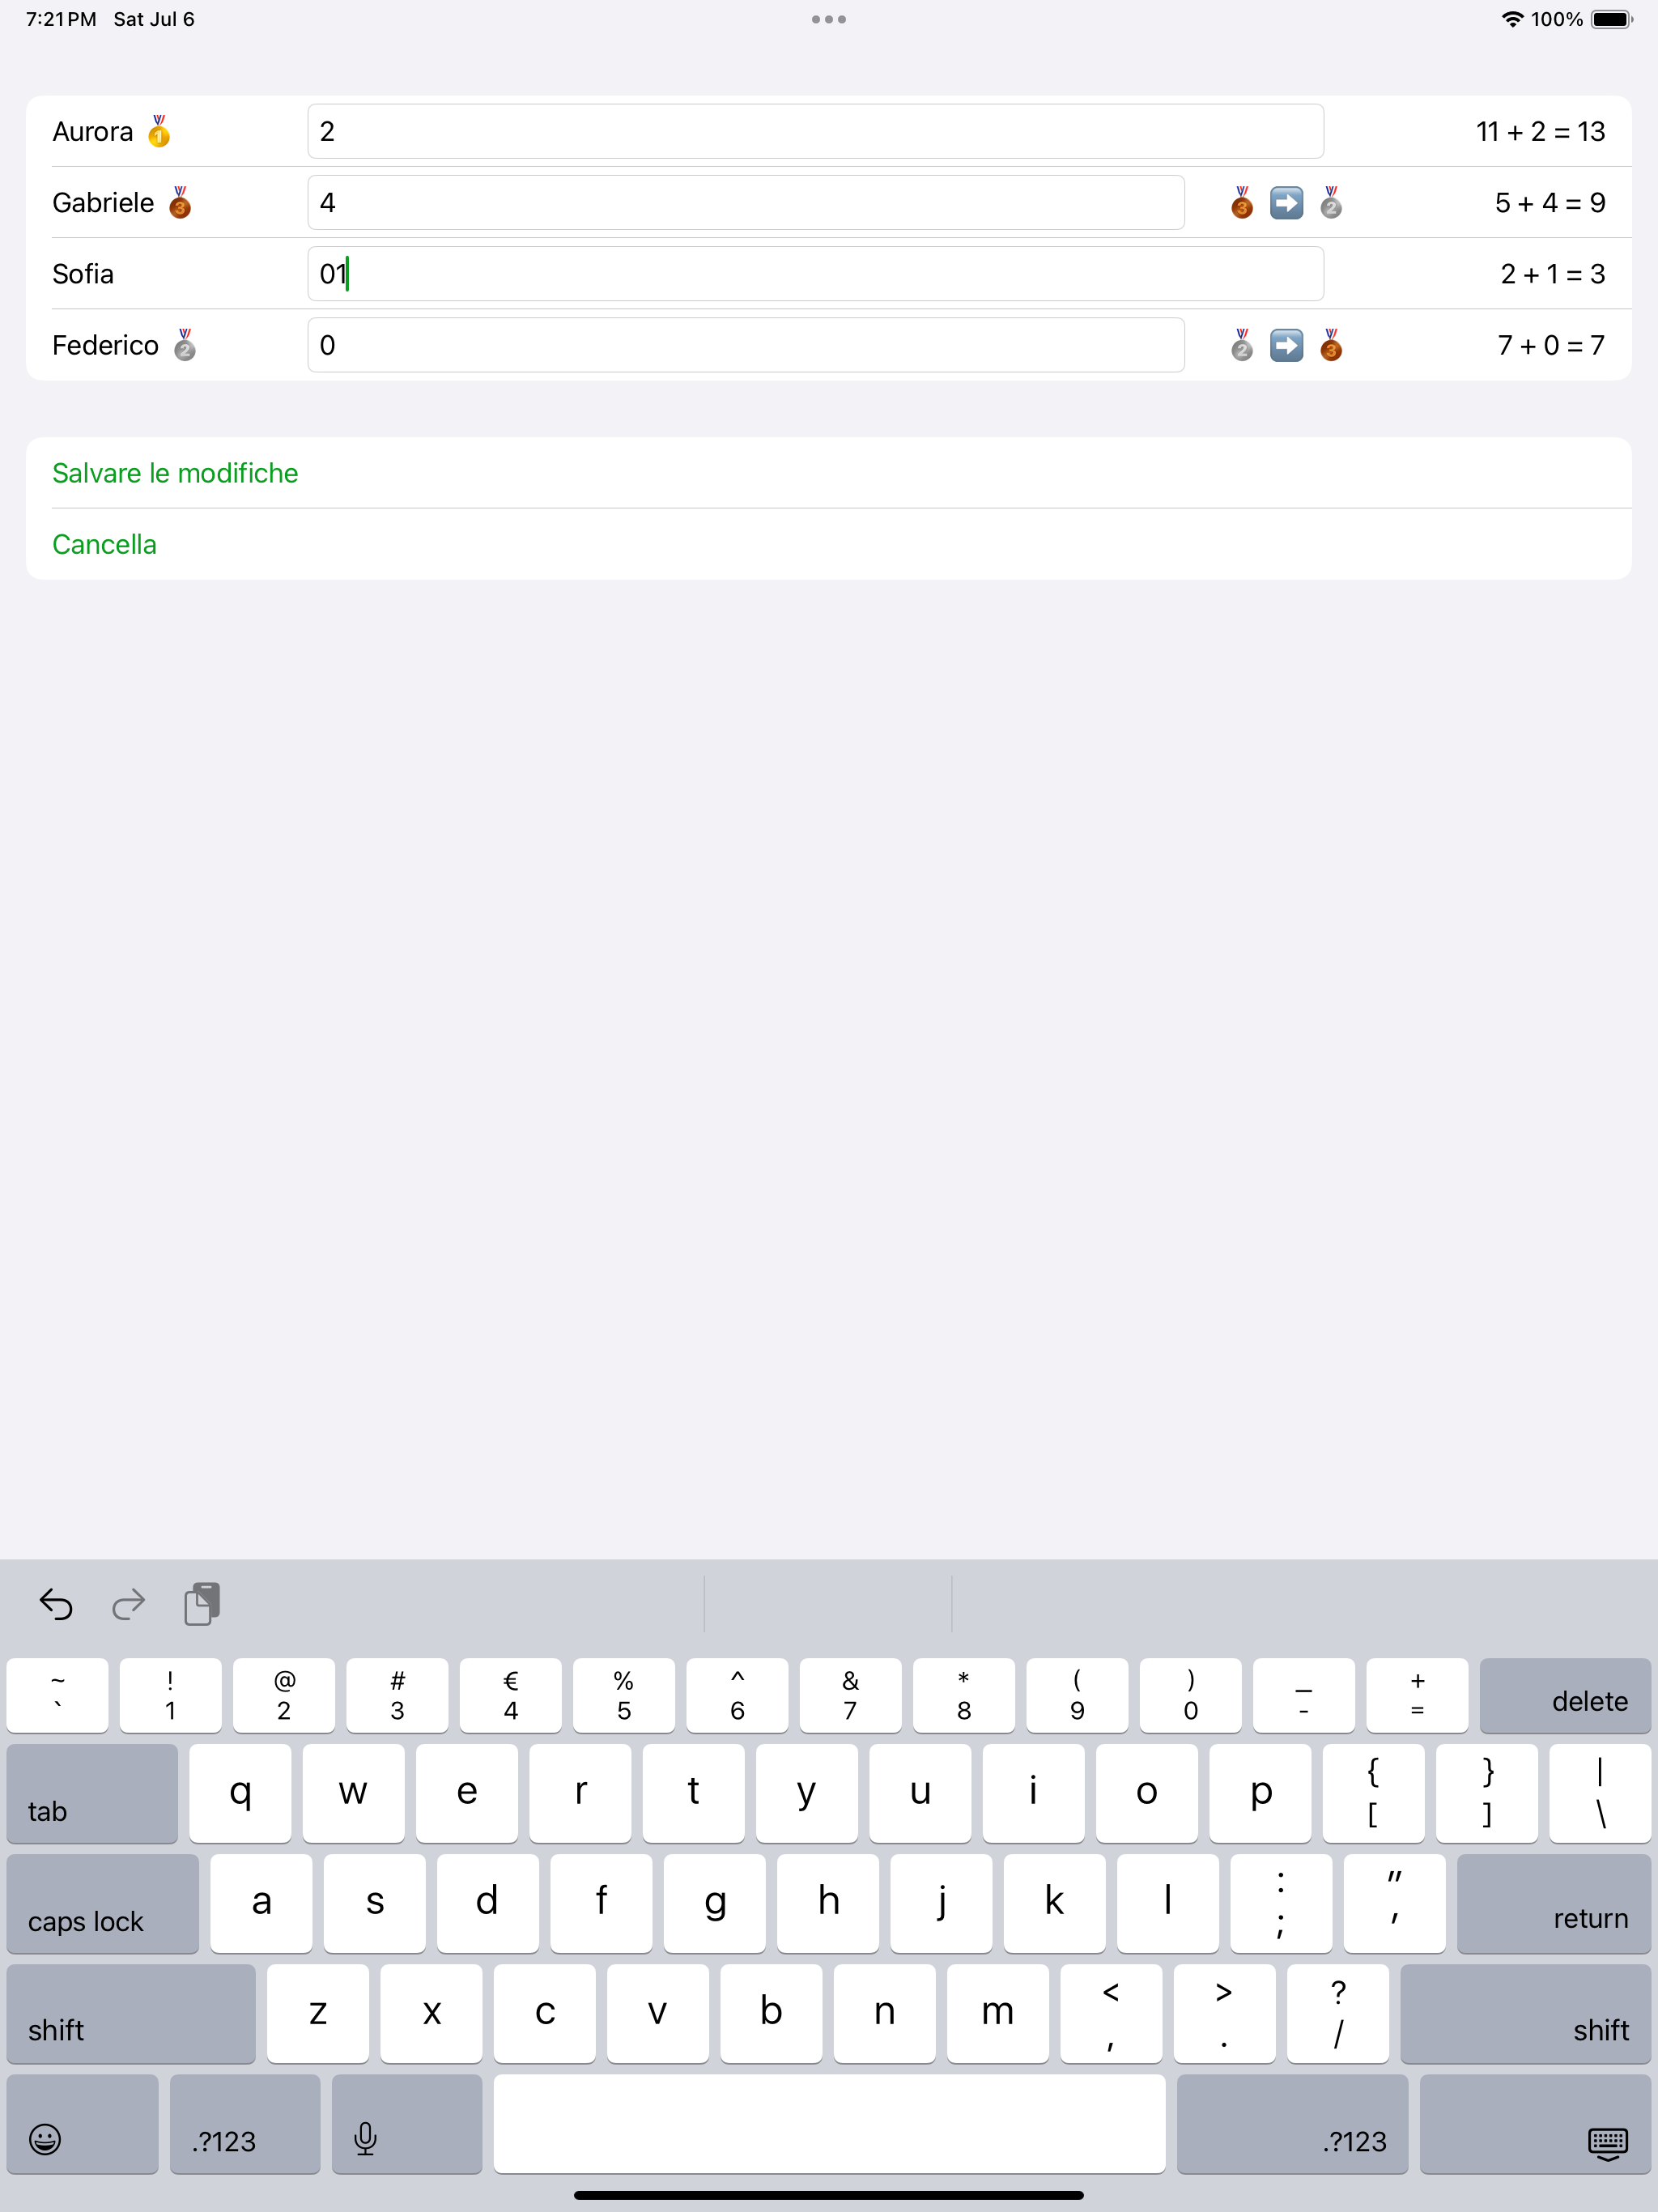 7:21 PM Sat Jul 6
100%
Aurora 🥇 2 11 + 2 = 13
Gabriele 🥉 4 🥉 ➡️ 🥈 5 + 4 = 9
Sofia 01 2 + 1 = 3
Federico 🥈 0 🥈 ➡️ 🥉 7 + 0 = 7
Salvare le modifiche
Cancella
~ ! @ # € % ^ & * ( ) _ +
` 1 2 3 4 5 6 7 8 9 0 - = delete
tab q w e r t y u i o p { [ } ] | \
caps lock a s d f g h j k l : ; " ' return
shift z x c v b n m < , > . ? / shift
.?123 .?123